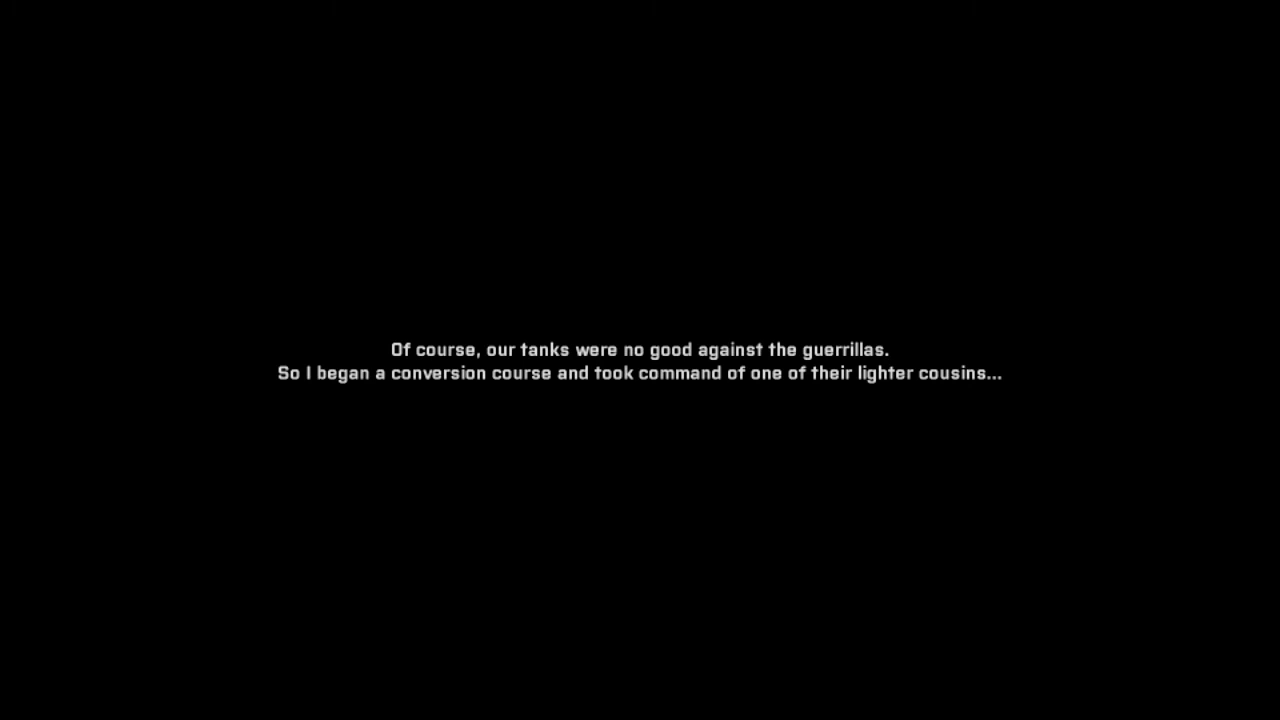 Of course, our tanks were no good against the guerrillas.
So I began a conversion course and took command of one of their lighter cousins...